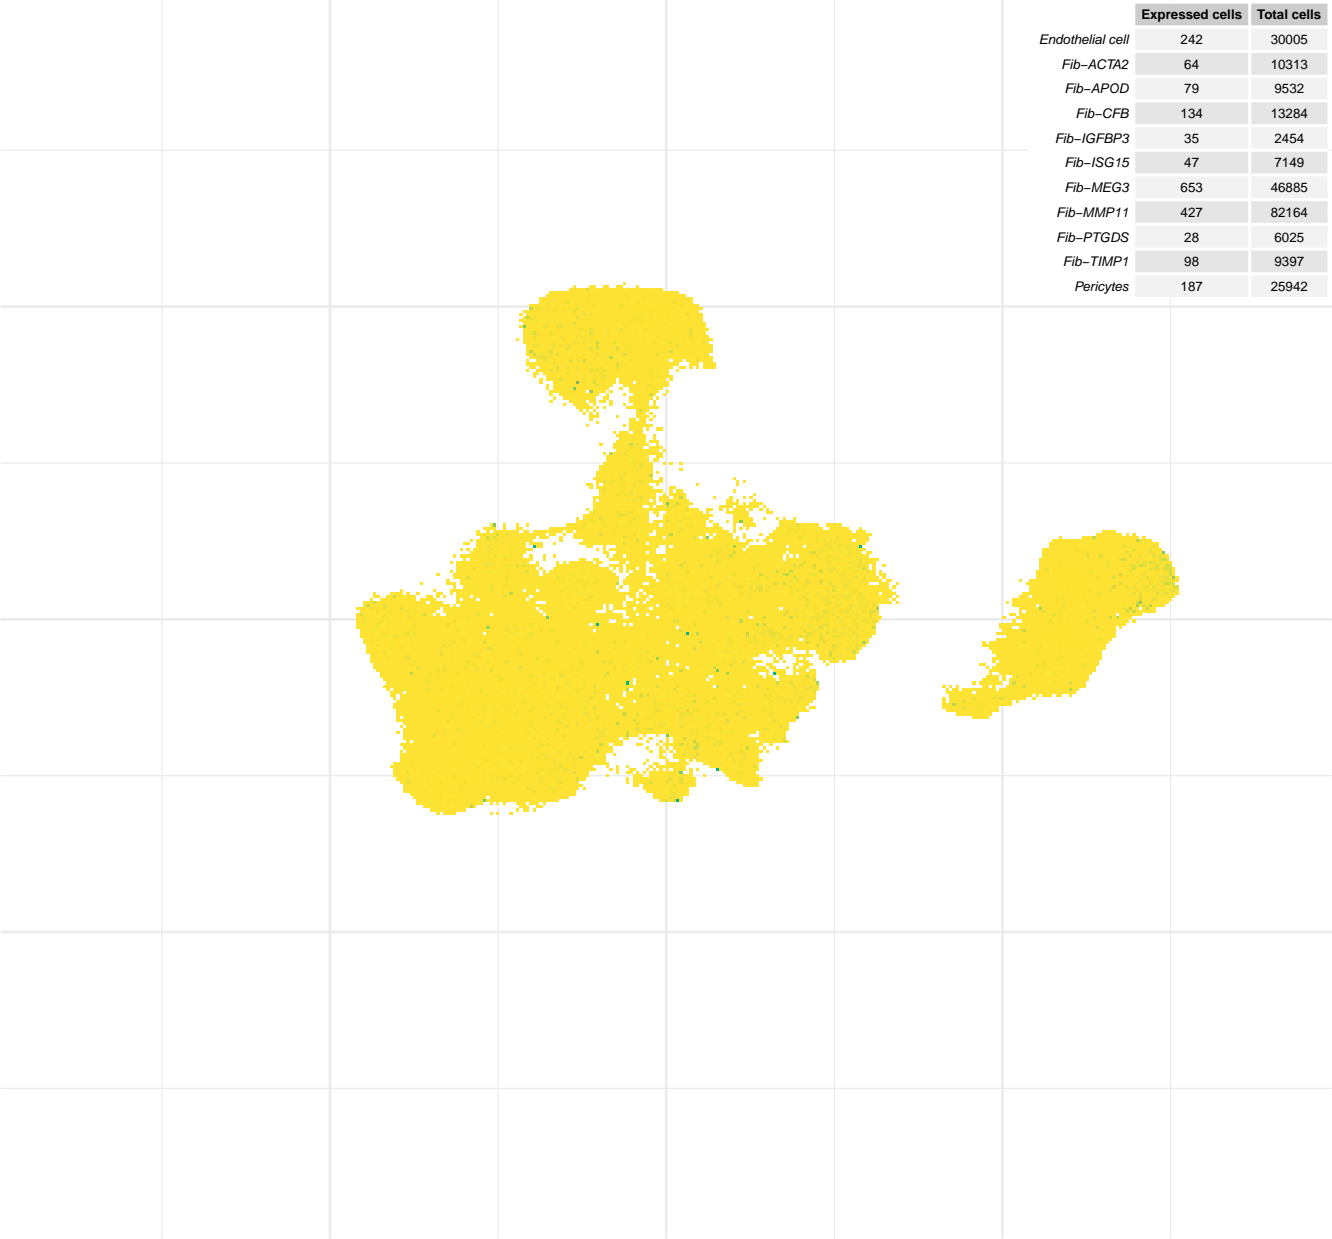 Expressed cells Total cells
Endothelial cell 242 30005
Fib−ACTA2 64 10313
Fib−APOD 79 9532
Fib−CFB 134 13284
Fib−IGFBP3 35 2454
Fib−ISG15 47 7149
Fib−MEG3 653 46885
Fib−MMP11 427 82164
Fib−PTGDS 28 6025
Fib−TIMP1 98 9397
Pericytes 187 25942